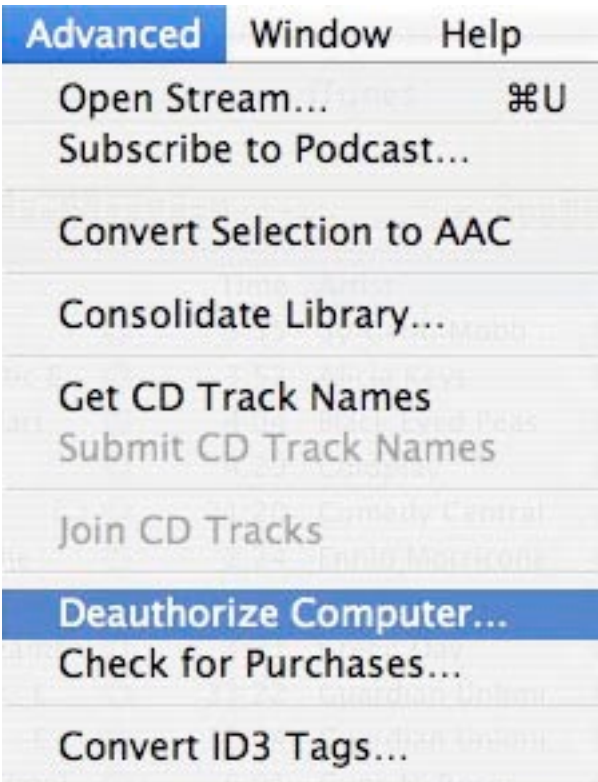 Advanced Window Help
Open Stream... ⌘U
Subscribe to Podcast...
Convert Selection to AAC
Consolidate Library...
Get CD Track Names
Submit CD Track Names
Join CD Tracks
Deauthorize Computer...
Check for Purchases...
Convert ID3 Tags...